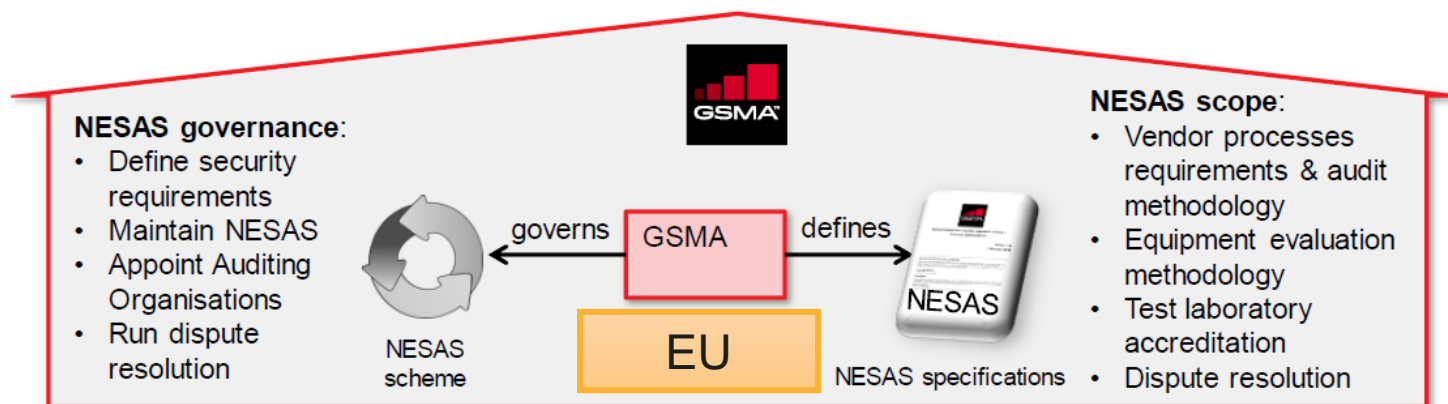 GSMA™
NESAS governance:
• Define security
requirements
• Maintain NESAS
• Appoint Auditing
Organisations
• Run dispute
resolution
NESAS
scheme
governs
GSMA
defines
EU
NESAS
NESAS specifications
NESAS scope:
• Vendor processes
requirements & audit
methodology
• Equipment evaluation
methodology
• Test laboratory
accreditation
• Dispute resolution